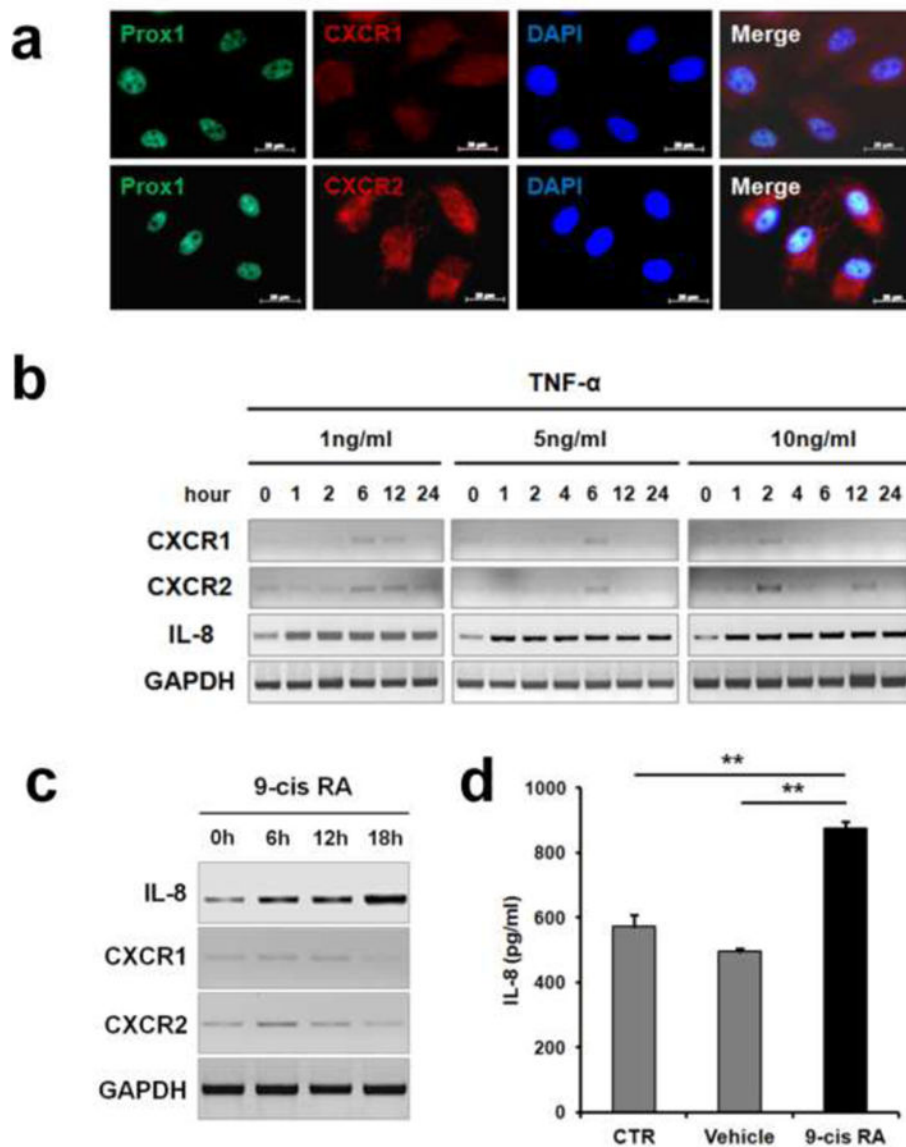 a
Prox1 CXCR1 DAPI Merge
Prox1 CXCR2 DAPI Merge
b
TNF-α
1ng/ml 5ng/ml 10ng/ml
hour 0 1 2 6 12 24 0 1 2 4 6 12 24 0 1 2 4 6 12 24
CXCR1
CXCR2
IL-8
GAPDH
c
9-cis RA
0h 6h 12h 18h
IL-8
CXCR1
CXCR2
GAPDH
d
**
**
1000
800
600
400
200
0
IL-8 (pg/ml)
CTR Vehicle 9-cis RA